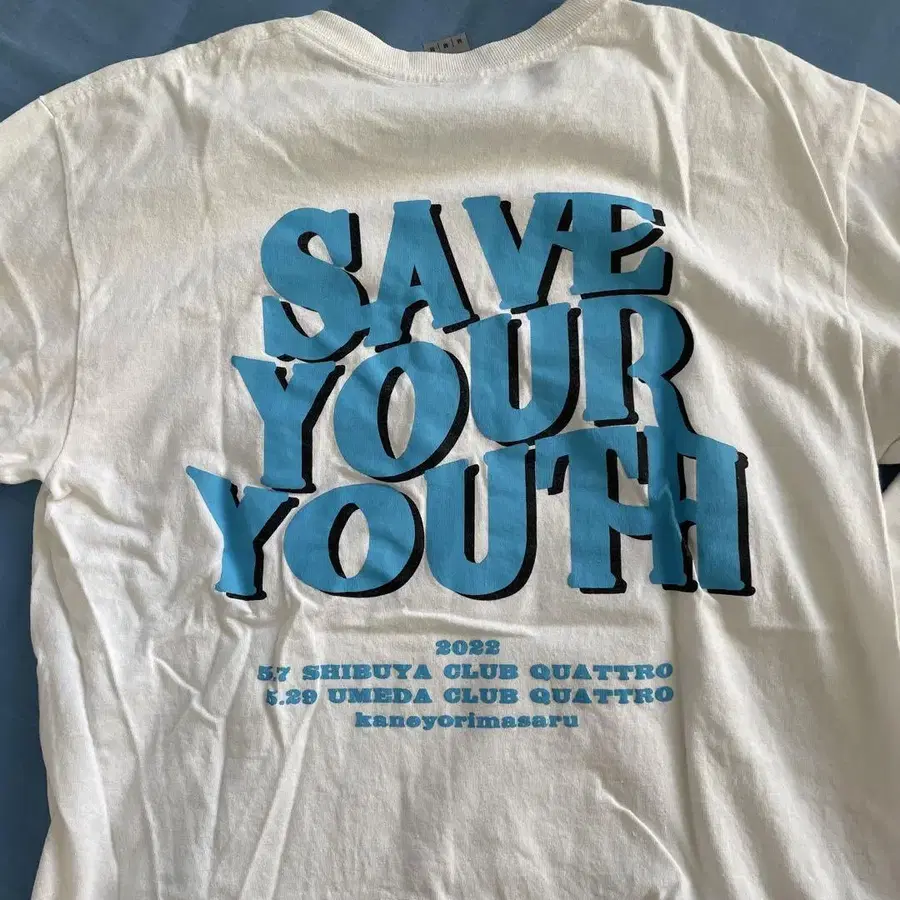 SAVE
YOUR
YOUTH
2022
5.7 SHIBUYA CLUB QUATTRO
5.29 UMEDA CLUB QUATTRO
kaneyorimasaru